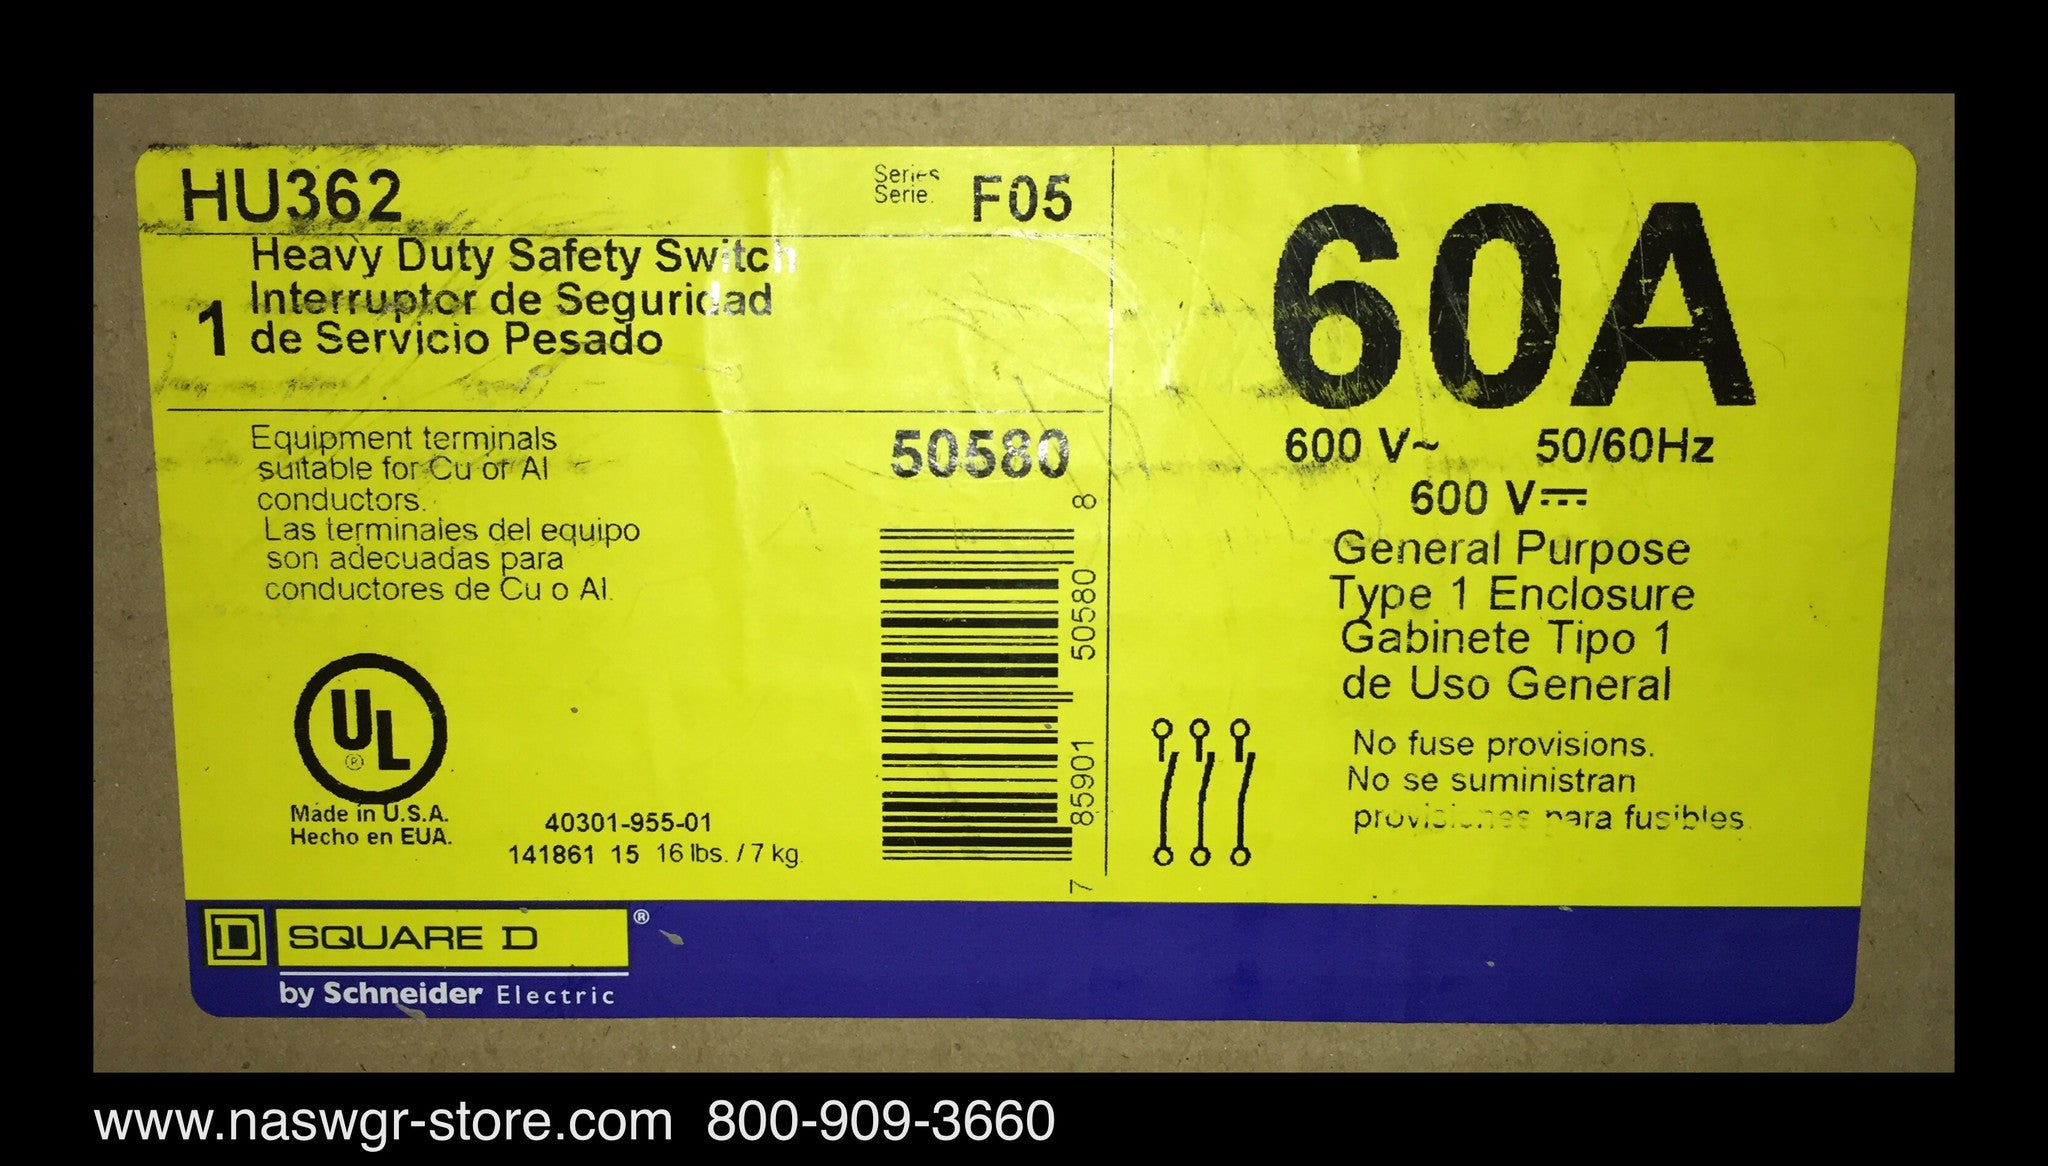 HU362
Series
Serie.
F05
Heavy Duty Safety Switch
1
Interruptor de Seguridad
de Servicio Pesado
Equipment terminals
suitable for Cu or Al
conductors.
Las terminales del equipo
son adecuadas para
conductores de Cu o Al.
50580
8
50580
85901
7
UL
®
Made in U.S.A.
Hecho en EUA.
40301-955-01
141861 15 16 lbs. / 7 kg.
60A
600 V~ 50/60Hz
600 V⎓
General Purpose
Type 1 Enclosure
Gabinete Tipo 1
de Uso General
No fuse provisions.
No se suministran
provisiones para fusibles
D SQUARE D ®
by Schneider Electric
www.naswgr-store.com 800-909-3660